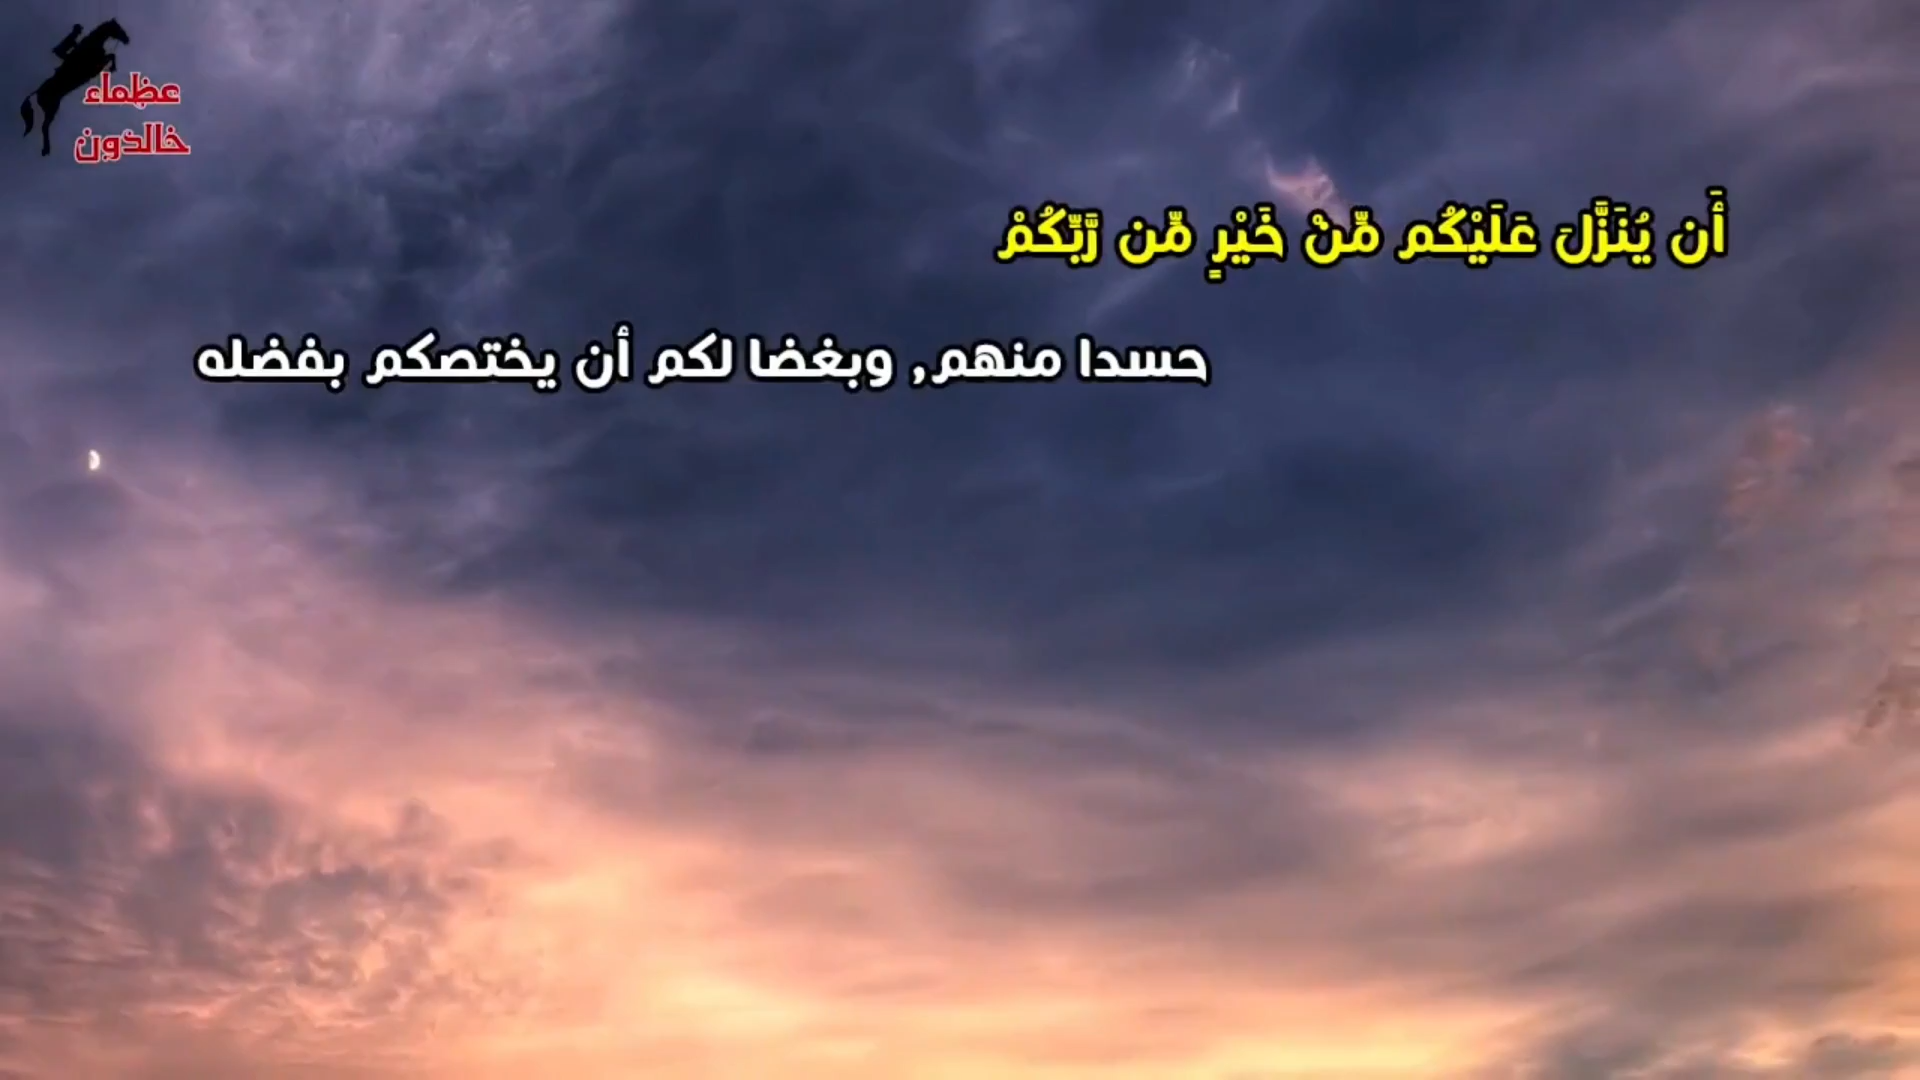 عظماء
خالدون
أَن يُنَزَّلَ عَلَيْكُم مِّنْ خَيْرٍ مِّن رَّبِّكُمْ
حسدا منهم, وبغضا لكم أن يختصكم بفضله